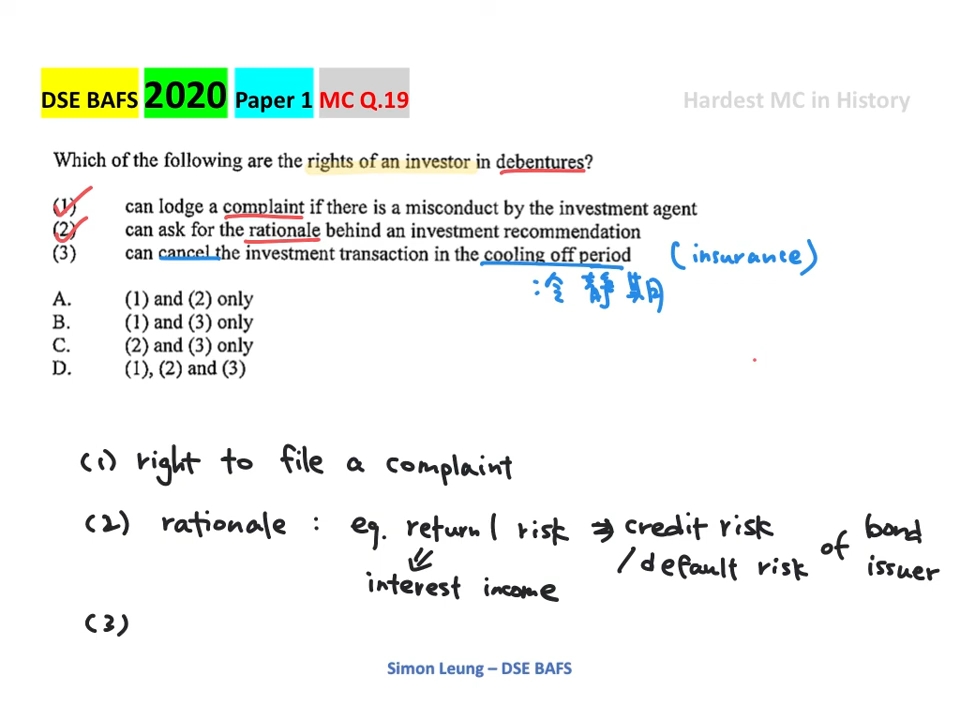 DSE BAFS 2020 Paper 1 MC Q.19
Hardest MC in History
Which of the following are the rights of an investor in debentures?
(1) can lodge a complaint if there is a misconduct by the investment agent
(2) can ask for the rationale behind an investment recommendation
(3) can cancel the investment transaction in the cooling off period (insurance)
: 冷靜期
A. (1) and (2) only
B. (1) and (3) only
C. (2) and (3) only
D. (1), (2) and (3)
(1) right to file a complaint
(2) rationale : eg. return / risk ⇒ credit risk / default risk of bond issuer
interest income
(3)
Simon Leung – DSE BAFS